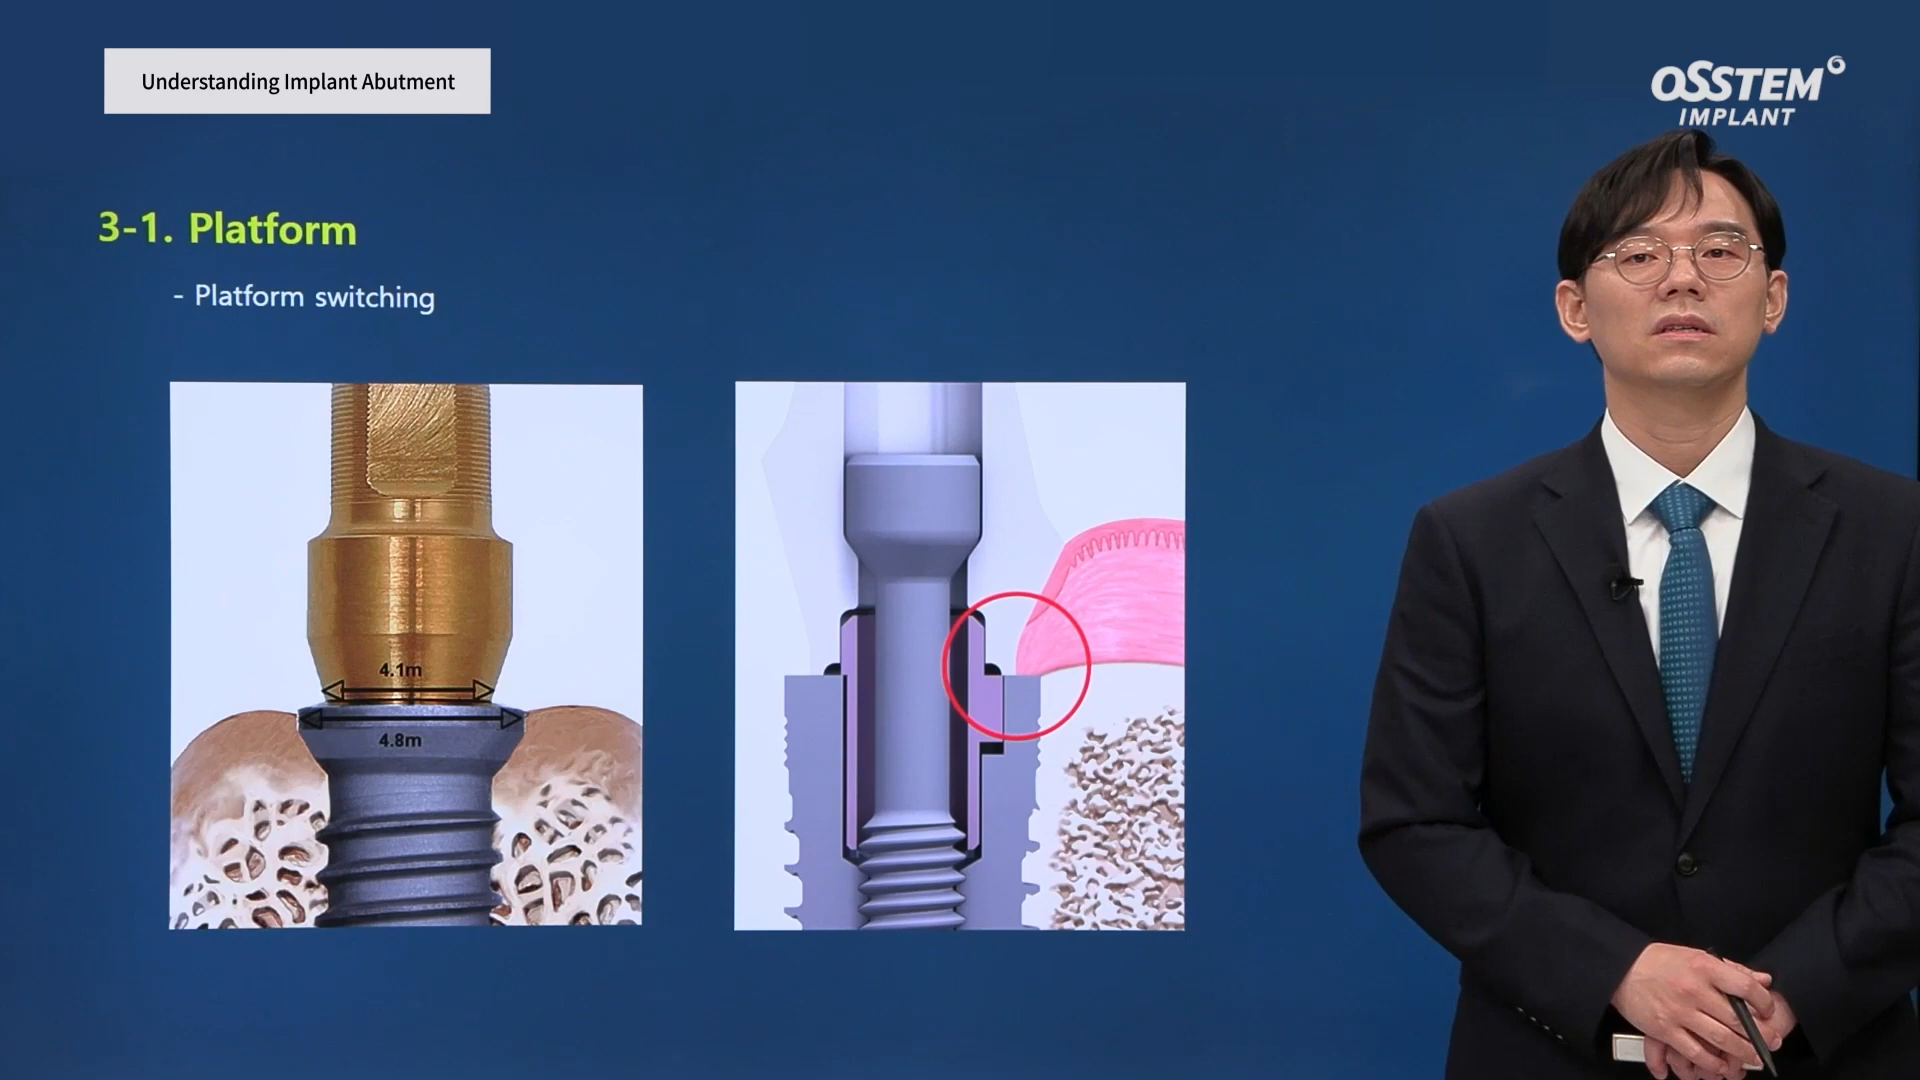 Understanding Implant Abutment
OSSTEM
IMPLANT
3-1. Platform
- Platform switching
4.1m
4.8m